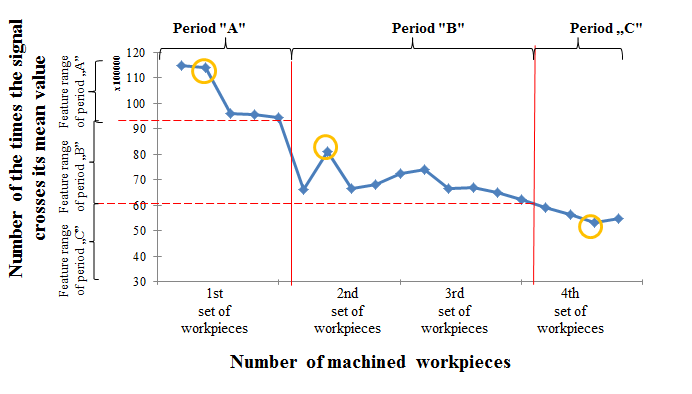 Period "A"
Period "B"
Period „C"
Number of the times the signal
crosses its mean value
Feature range
of period „A"
Feature range
of period „B"
Feature range
of period „C"
x100000
120
110
100
90
80
70
60
50
40
30
1st
set of
workpieces
2nd
set of
workpieces
3rd
set of
workpieces
4th
set of
workpieces
Number of machined workpieces